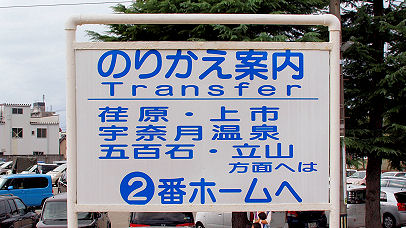 のりかえ案内
Transfer
荏原・上市
宇奈月温泉
五百石・立山
方面へは
②番ホームへ